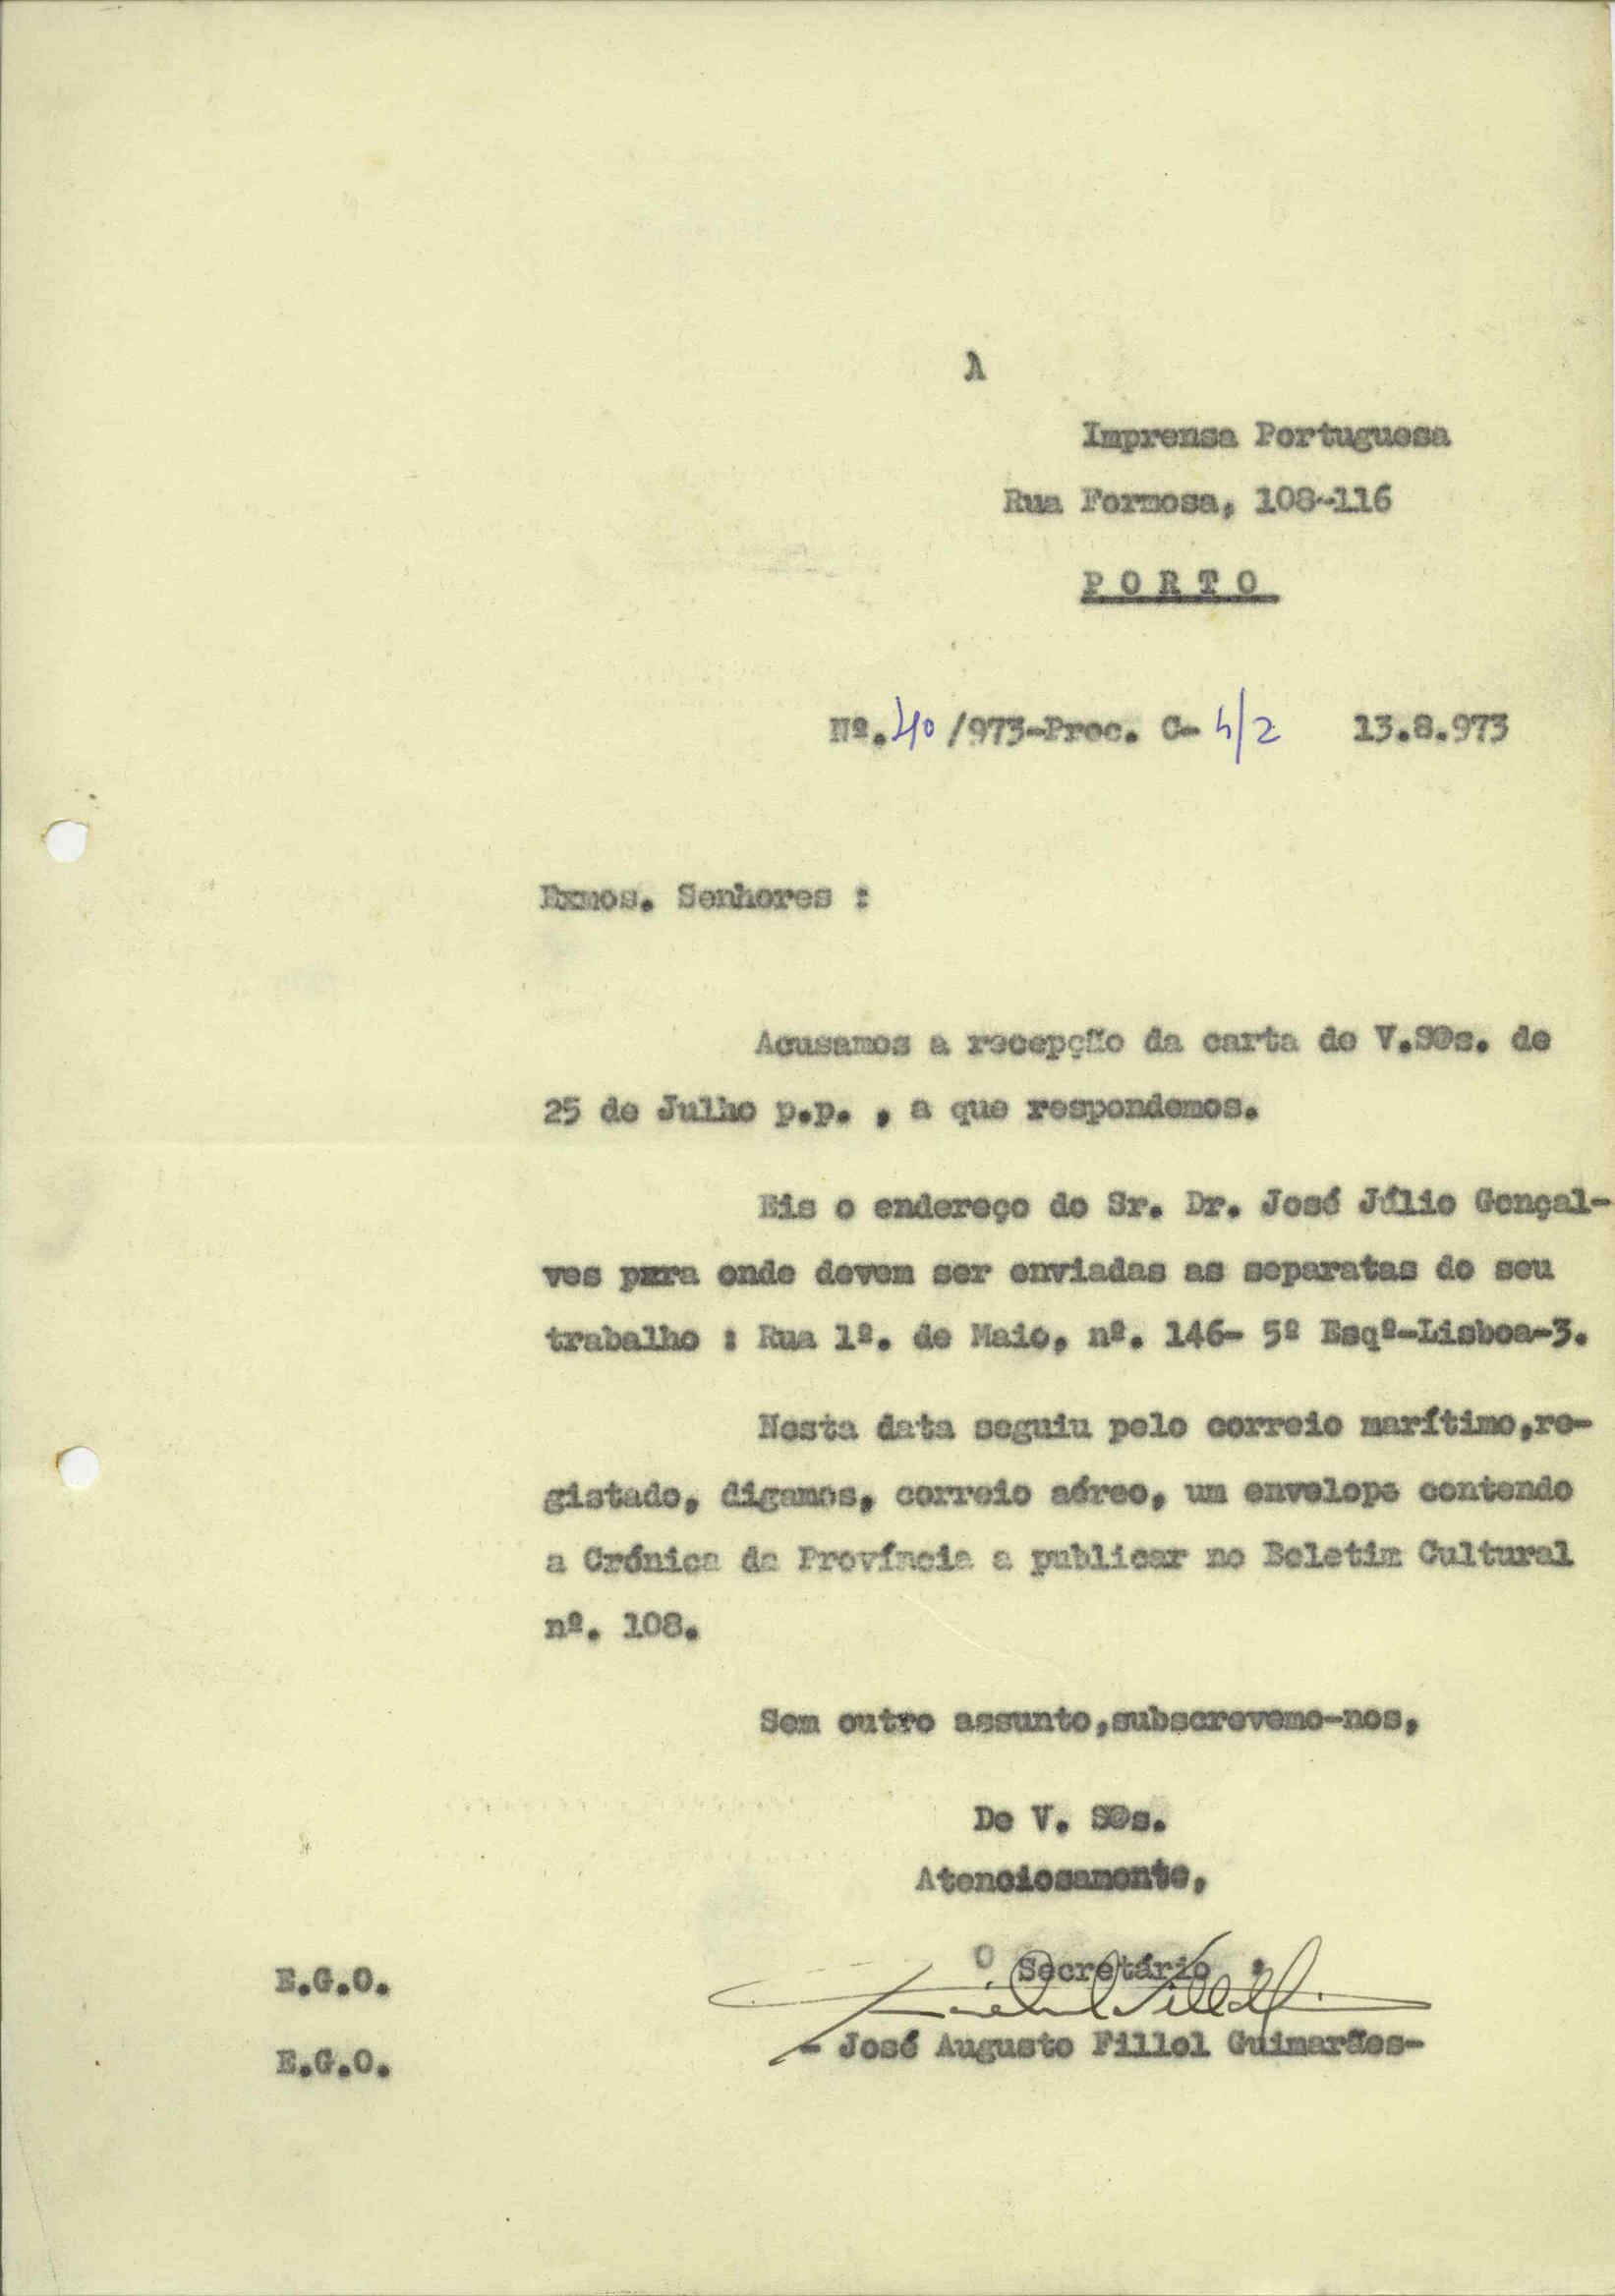 À
Imprensa Portuguesa
Rua Formosa, 108-116
PORTO
Nº. 40/973-Proc. C- 4/2 13.8.973
Exmos. Senhores :
Acusamos a recepção da carta de V.S@s. de
25 de Julho p.p. , a que respondemos.
Eis o endereço do Sr. Dr. José Júlio Gonçal-
ves para onde devem ser enviadas as separatas do seu
trabalho : Rua 1º. de Maio, nº. 146- 5º Esqº-Lisboa-3.
Nesta data seguiu pelo correio marítimo,re-
gistado, digamos, correio aéreo, um envelope contendo
a Crónica da Província a publicar no Boletim Cultural
nº. 108.
Sem outro assunto,subscrevemo-nos,
De V. S@s.
Atenciosamente,
O Secretário ,
- José Augusto Fillol Guimarães-
E.G.O.
E.G.O.